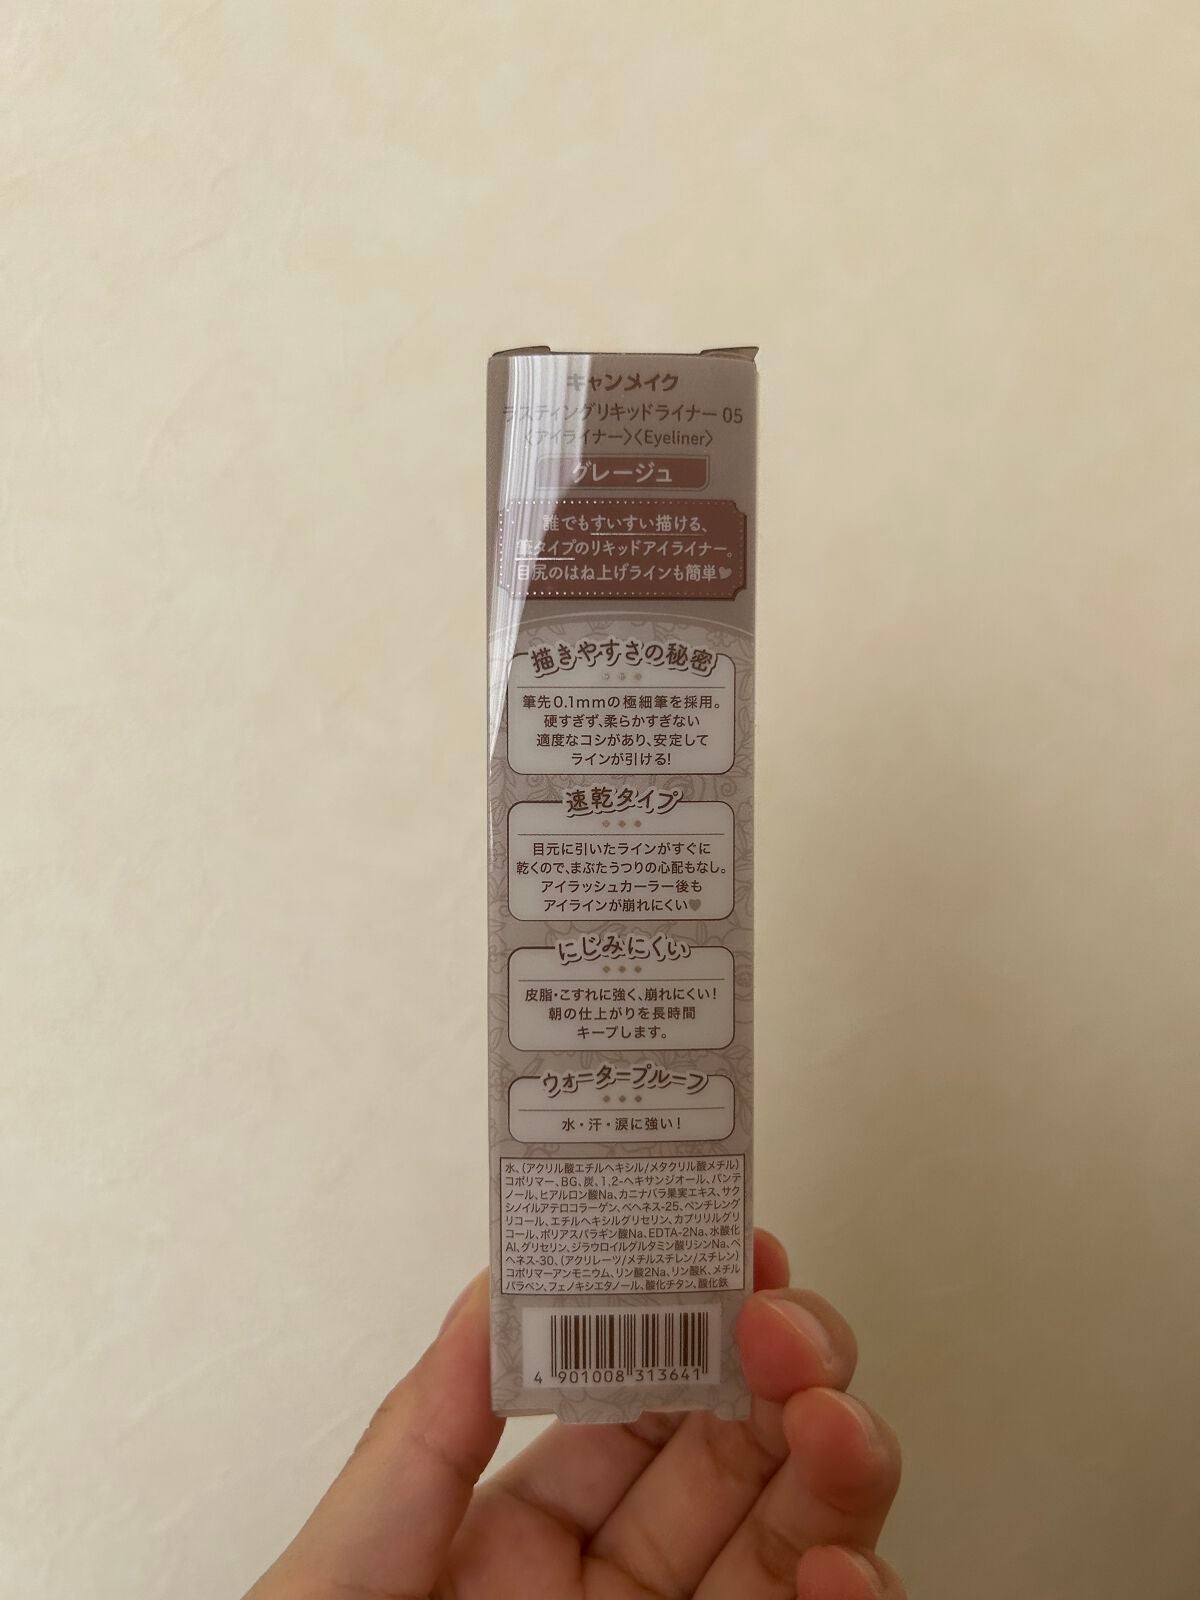 キャンメイク
ラスティングリキッドライナー 05
〈アイライナー〉〈Eyeliner〉
グレージュ
誰でもすいすい描ける、
筆タイプのリキッドアイライナー。
目尻のはね上げラインも簡単
描きやすさの秘密
筆先0.1mmの極細筆を採用。
硬すぎず、柔らかすぎない
適度なコシがあり、安定して
ラインが引ける!
速乾タイプ
目元に引いたラインがすぐに
乾くので、まぶたうつりの心配もなし。
アイラッシュカーラー後も
アイラインが崩れにくい
にじみにくい
皮脂・こすれに強く、崩れにくい!
朝の仕上がりを長時間
キープします。
ウォータープルーフ
水・汗・涙に強い!
水、(アクリル酸エチルヘキシル/メタクリル酸メチル)
コポリマー、BG、炭、1,2-ヘキサンジオール、パンテ
ノール、ヒアルロン酸Na、カニナバラ果実エキス、サク
シノイルアテロコラーゲン、ベヘネス-25、ペンチレング
リコール、エチルヘキシルグリセリン、カプリリルグリ
コール、ポリアスパラギン酸Na、EDTA-2Na、水酸化
Al、グリセリン、ジラウロイルグルタミン酸リシンNa、ベ
ヘネス-30、(アクリレーツ/メチルスチレン/スチレン)
コポリマーアンモニウム、リン酸2Na、リン酸K、メチル
パラベン、フェノキシエタノール、酸化チタン、酸化鉄
4 901008 313641